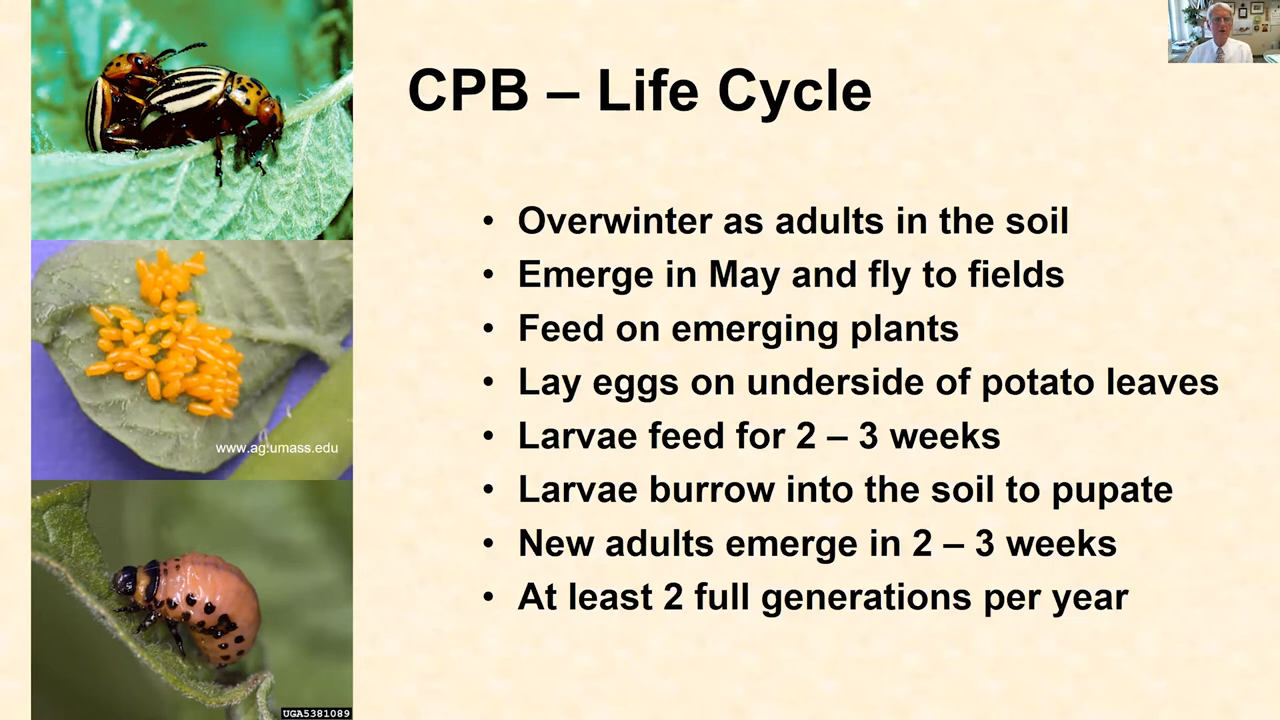 CPB – Life Cycle
• Overwinter as adults in the soil
• Emerge in May and fly to fields
• Feed on emerging plants
• Lay eggs on underside of potato leaves
• Larvae feed for 2 – 3 weeks
• Larvae burrow into the soil to pupate
• New adults emerge in 2 – 3 weeks
• At least 2 full generations per year
www.ag.umass.edu
UGA5381089